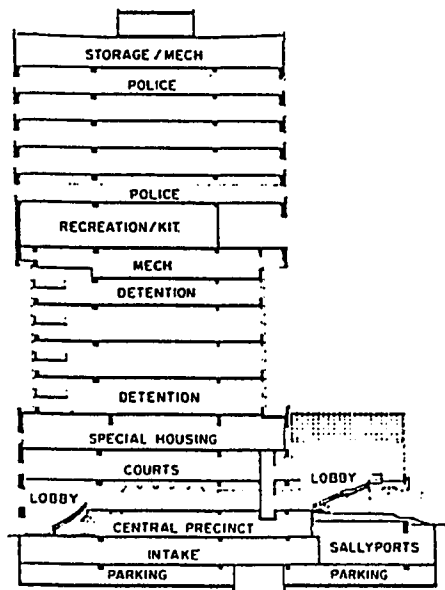 STORAGE/MECH
POLICE
POLICE
RECREATION/KIT.
MECH
DETENTION
DETENTION
SPECIAL HOUSING
COURTS
LOBBY
LOBBY
CENTRAL PRECINCT
INTAKE
SALLYPORTS
PARKING
PARKING